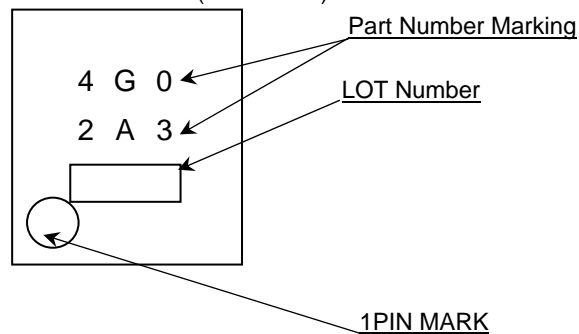 Part Number Marking
4 G 0
LOT Number
2 A 3
1PIN MARK